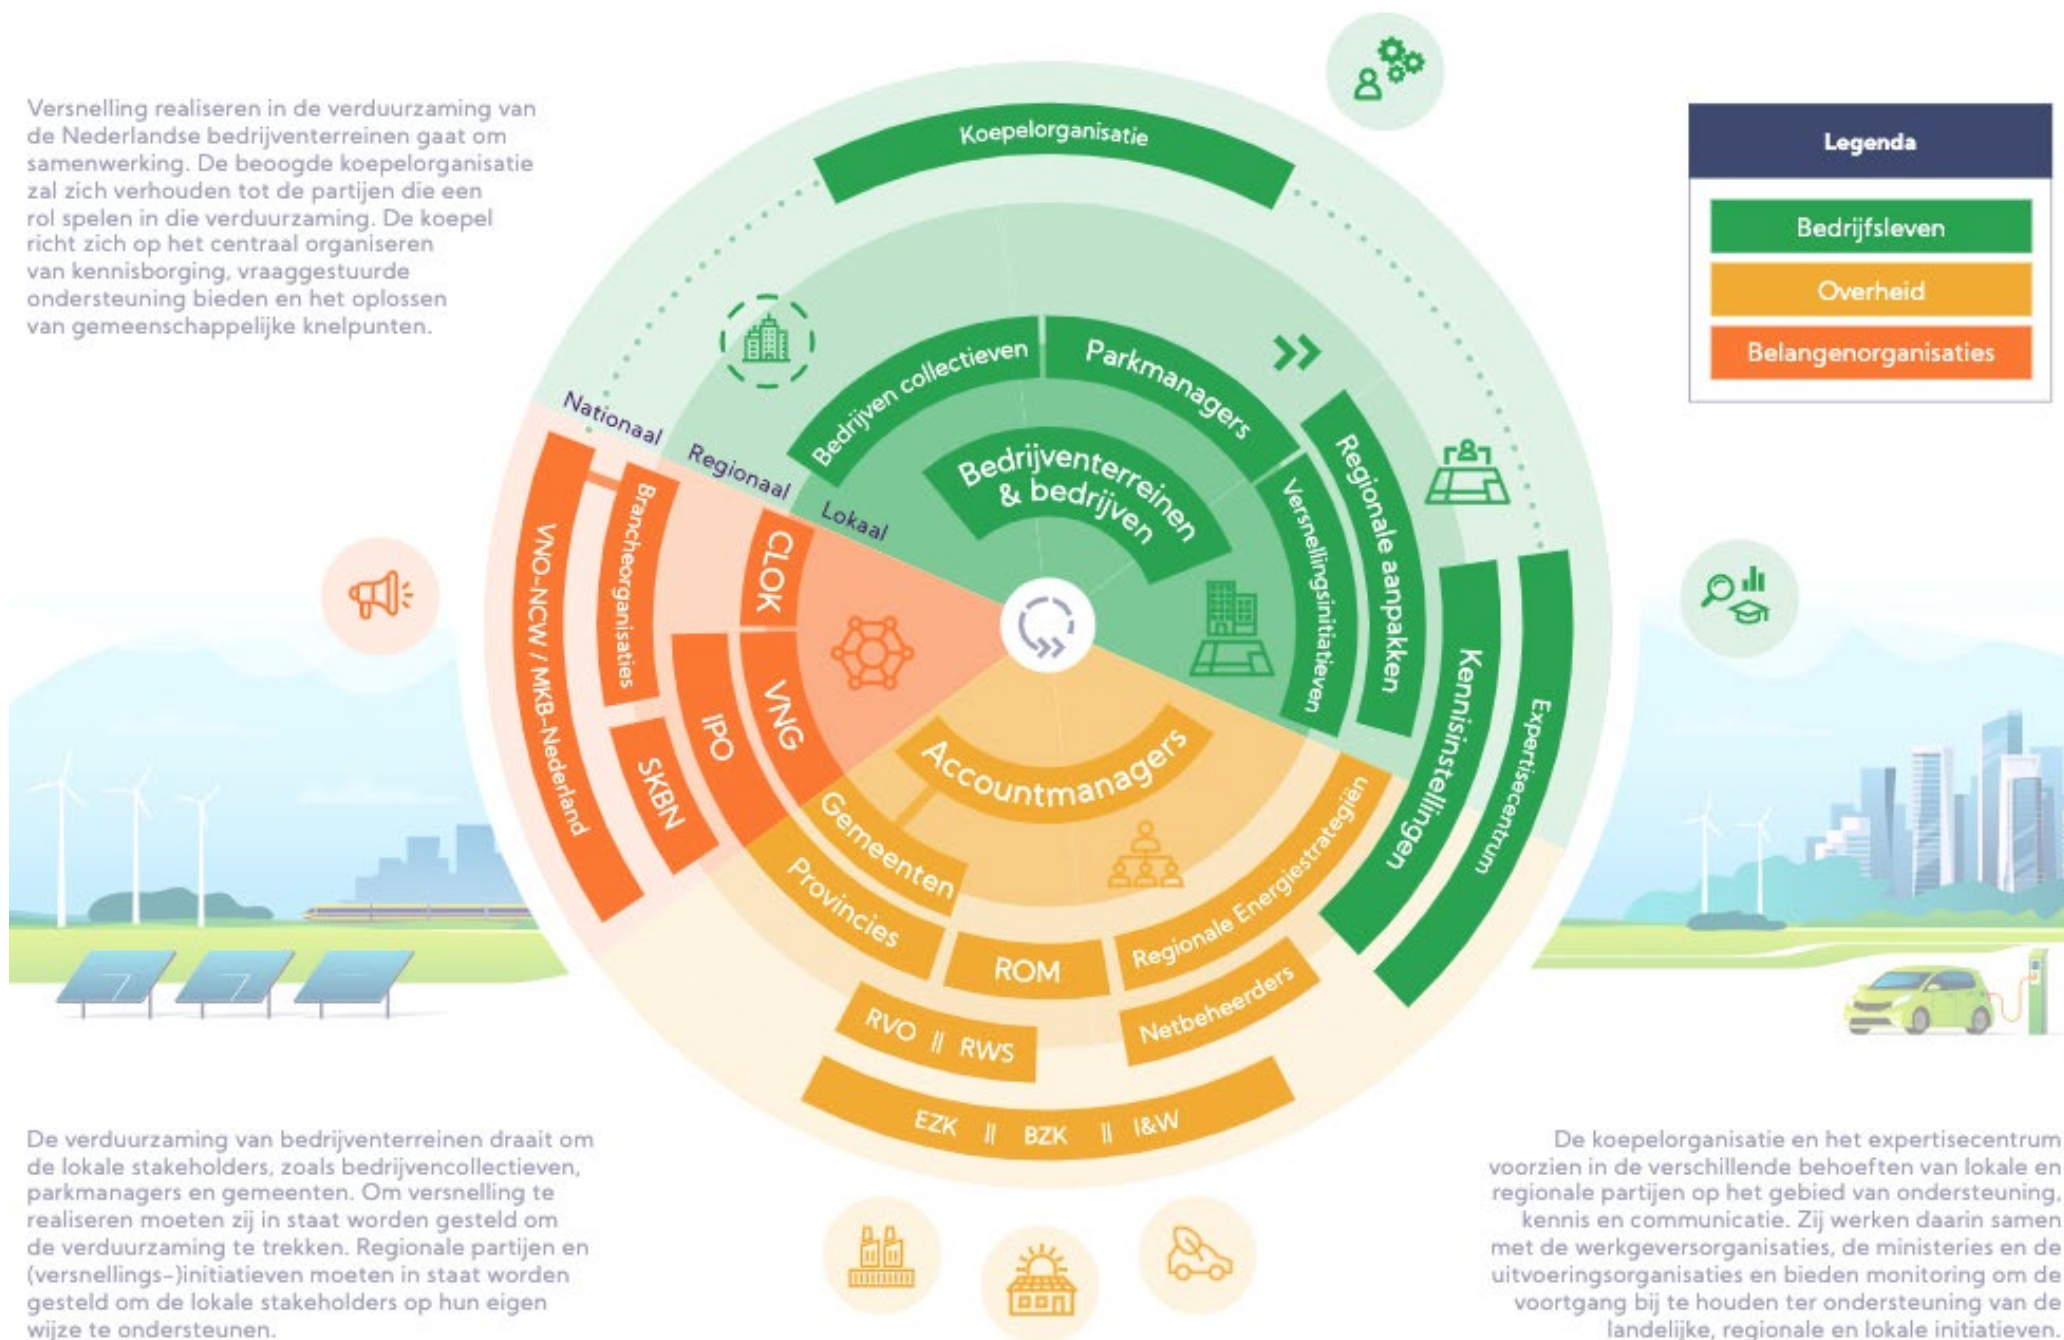 Versnelling realiseren in de verduurzaming van
de Nederlandse bedrijventerreinen gaat om
samenwerking. De beoogde koepelorganisatie
zal zich verhouden tot de partijen die een
rol spelen in die verduurzaming. De koepel
richt zich op het centraal organiseren
van kennisborging, vraaggestuurde
ondersteuning bieden en het oplossen
van gemeenschappelijke knelpunten.
Legenda
Bedrijfsleven
Overheid
Belangenorganisaties
Koepelorganisatie
Bedrijven collectieven
Parkmanagers
Bedrijventerreinen
& bedrijven
Versnellingsinitiatieven
Regionale aanpakken
Kennisinstellingen
Expertisecentrum
Nationaal
Regionaal
Lokaal
VNO-NCW / MKB-Nederland
Brancheorganisaties
CLOK
VNG
IPO
SKBN
Accountmanagers
Gemeenten
Provincies
ROM
Regionale Energiestrategiën
Netbeheerders
RVO || RWS
EZK || BZK || I&W
De verduurzaming van bedrijventerreinen draait om
de lokale stakeholders, zoals bedrijvencollectieven,
parkmanagers en gemeenten. Om versnelling te
realiseren moeten zij in staat worden gesteld om
de verduurzaming te trekken. Regionale partijen en
(versnellings-)initiatieven moeten in staat worden
gesteld om de lokale stakeholders op hun eigen
wijze te ondersteunen.
De koepelorganisatie en het expertisecentrum
voorzien in de verschillende behoeften van lokale en
regionale partijen op het gebied van ondersteuning,
kennis en communicatie. Zij werken daarin samen
met de werkgeversorganisaties, de ministeries en de
uitvoeringsorganisaties en bieden monitoring om de
voortgang bij te houden ter ondersteuning van de
landelijke, regionale en lokale initiatieven.